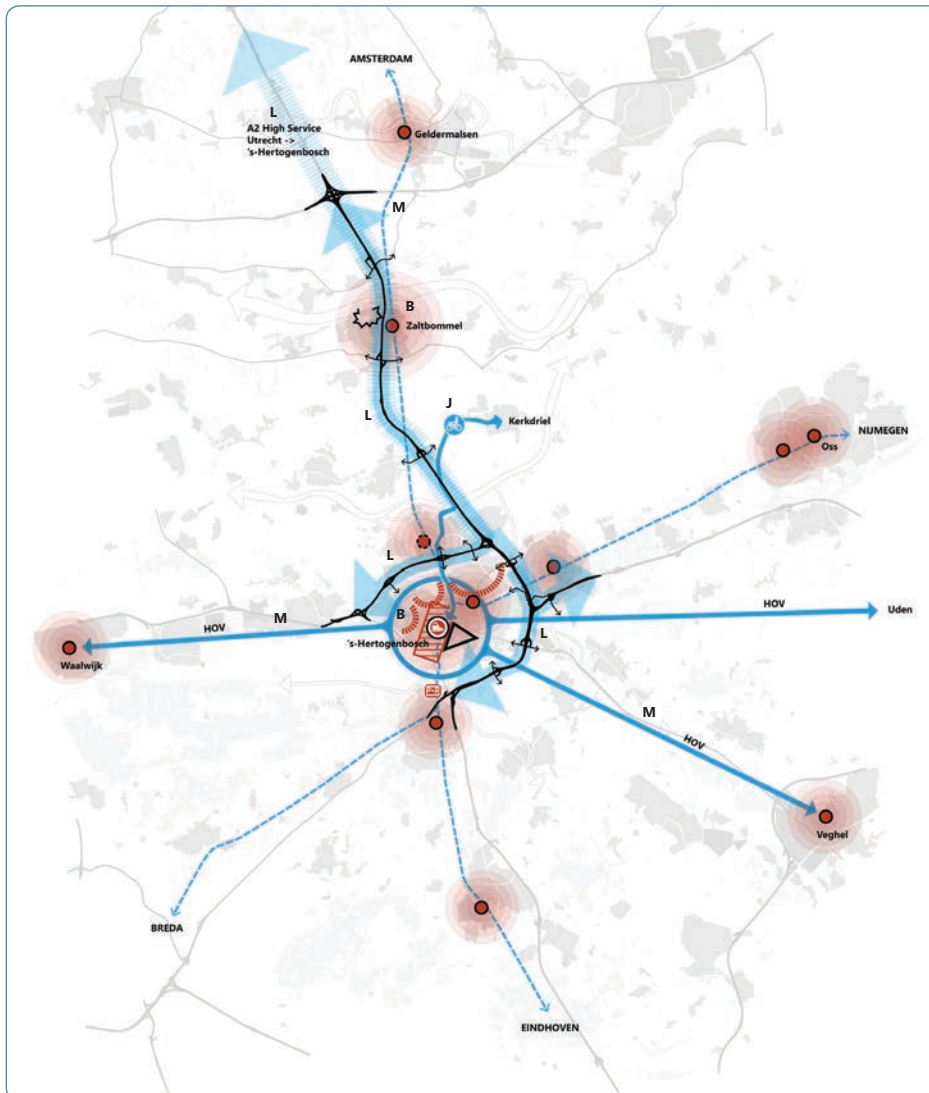 AMSTERDAM
L
A2 High Service
Utrecht ->
's-Hertogenbosch
Geldermalsen
M
B
Zaltbommel
L
J
Kerkdriel
NIJMEGEN
Oss
L
M
HOV
B
HOV
Uden
's-Hertogenbosch
L
Waalwijk
M
HOV
Veghel
BREDA
EINDHOVEN